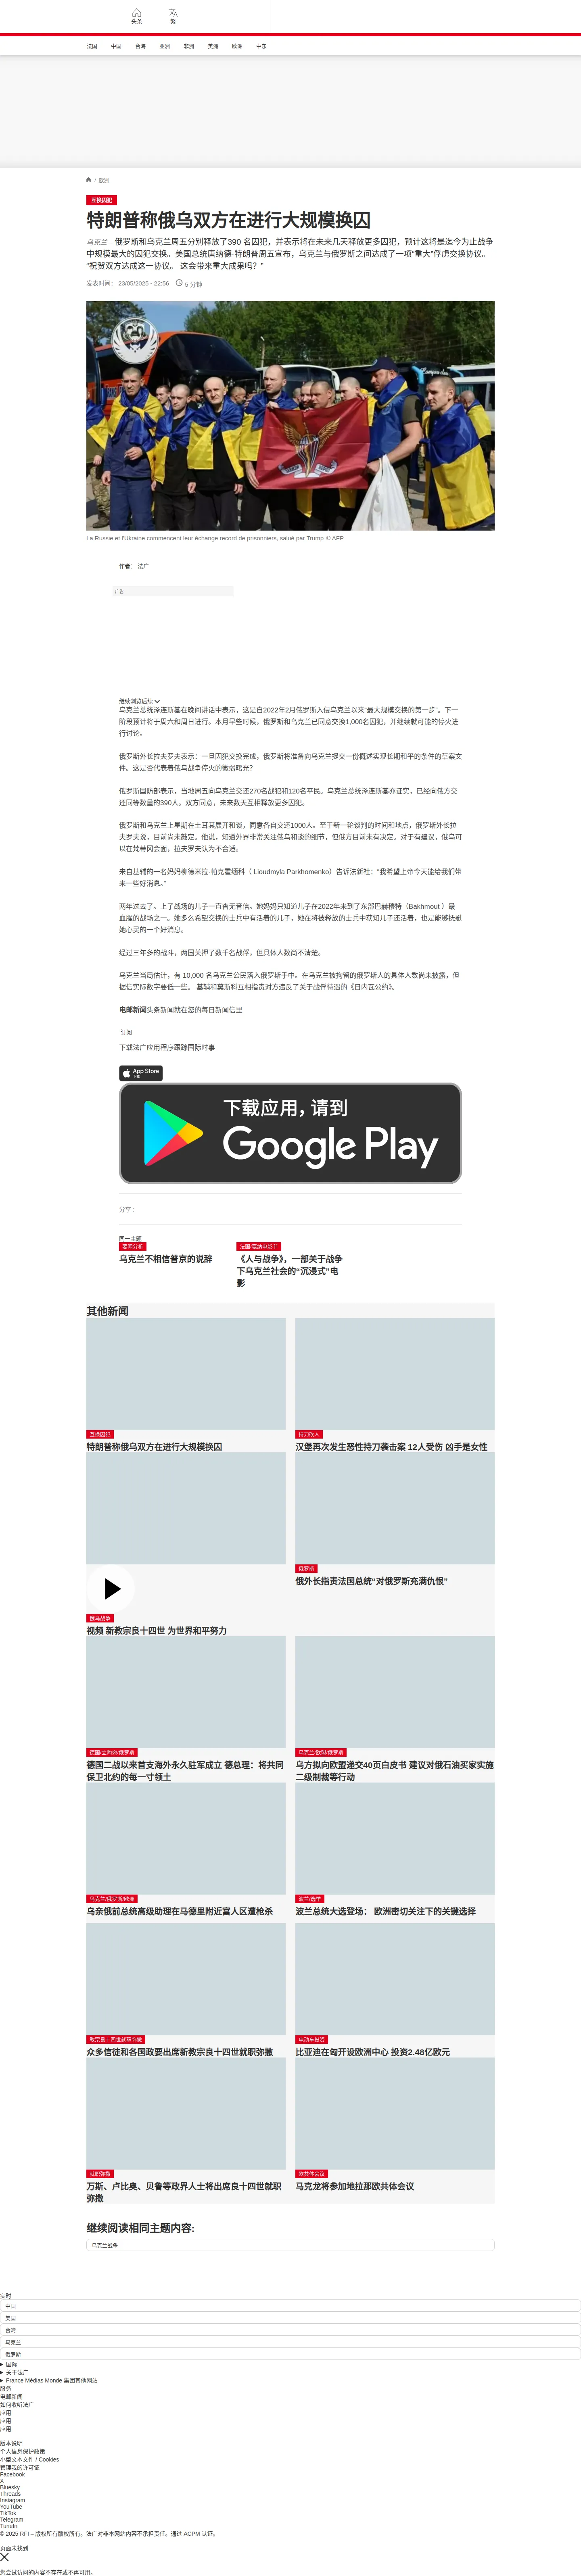 头条
繁
法国
中国
台海
亚洲
非洲
美洲
欧洲
中东
/ 欧洲
互换囚犯
特朗普称俄乌双方在进行大规模换囚
乌克兰 – 俄罗斯和乌克兰周五分别释放了390 名囚犯，并表示将在未来几天释放更多囚犯，预计这将是迄今为止战争
中规模最大的囚犯交换。美国总统唐纳德·特朗普周五宣布，乌克兰与俄罗斯之间达成了一项“重大”俘虏交换协议。
“祝贺双方达成这一协议。 这会带来重大成果吗？”
发表时间： 23/05/2025 - 22:56 5 分钟
La Russie et l'Ukraine commencent leur échange record de prisonniers, salué par Trump © AFP
作者： 法广
广告
继续浏览后续
乌克兰总统泽连斯基在晚间讲话中表示，这是自2022年2月俄罗斯入侵乌克兰以来“最大规模交换的第一步”。下一
阶段预计将于周六和周日进行。本月早些时候，俄罗斯和乌克兰已同意交换1,000名囚犯，并继续就可能的停火进
行讨论。
俄罗斯外长拉夫罗夫表示：一旦囚犯交换完成，俄罗斯将准备向乌克兰提交一份概述实现长期和平的条件的草案文
件。这是否代表着俄乌战争停火的微弱曙光？
俄罗斯国防部表示，当地周五向乌克兰交还270名战犯和120名平民。乌克兰总统泽连斯基亦证实，已经向俄方交
还同等数量的390人。双方同意，未来数天互相释放更多囚犯。
俄罗斯和乌克兰上星期在土耳其展开和谈，同意各自交还1000人。至于新一轮谈判的时间和地点，俄罗斯外长拉
夫罗夫说，目前尚未敲定。他说，知道外界非常关注俄乌和谈的细节，但俄方目前未有决定。对于有建议，俄乌可
以在梵蒂冈会面，拉夫罗夫认为不合适。
来自基辅的一名妈妈柳德米拉·帕克霍缅科（ Lioudmyla Parkhomenko）告诉法新社：“我希望上帝今天能给我们带
来一些好消息。”
两年过去了。上了战场的儿子一直杳无音信。她妈妈只知道儿子在2022年来到了东部巴赫穆特（Bakhmout ）最
血腥的战场之一。她多么希望交换的士兵中有活着的儿子，她在将被释放的士兵中获知儿子还活着，也是能够抚慰
她心灵的一个好消息。
经过三年多的战斗，两国关押了数千名战俘，但具体人数尚不清楚。
乌克兰当局估计，有 10,000 名乌克兰公民落入俄罗斯手中。在乌克兰被拘留的俄罗斯人的具体人数尚未披露，但
据信实际数字要低一些。 基辅和莫斯科互相指责对方违反了关于战俘待遇的《日内瓦公约》。
电邮新闻头条新闻就在您的每日新闻信里
订阅
下载法广应用程序跟踪国际时事
App Store
下载
下载应用，请到
Google Play
分享 :
同一主题
要闻分析
乌克兰不相信普京的说辞
法国/戛纳电影节
《人与战争》，一部关于战争
下乌克兰社会的“沉浸式”电
影
其他新闻
互换囚犯
特朗普称俄乌双方在进行大规模换囚
持刀砍人
汉堡再次发生恶性持刀袭击案 12人受伤 凶手是女性
俄乌战争
视频 新教宗良十四世 为世界和平努力
俄罗斯
俄外长指责法国总统“对俄罗斯充满仇恨”
德国/立陶宛/俄罗斯
德国二战以来首支海外永久驻军成立 德总理：将共同
保卫北约的每一寸领土
乌克兰/欧盟/俄罗斯
乌方拟向欧盟递交40页白皮书 建议对俄石油买家实施
二级制裁等行动
乌克兰/俄罗斯/欧洲
乌亲俄前总统高级助理在马德里附近富人区遭枪杀
波兰/选举
波兰总统大选登场： 欧洲密切关注下的关键选择
教宗良十四世就职弥撒
众多信徒和各国政要出席新教宗良十四世就职弥撒
电动车投资
比亚迪在匈开设欧洲中心 投资2.48亿欧元
就职弥撒
万斯、卢比奥、贝鲁等政界人士将出席良十四世就职
弥撒
欧共体会议
马克龙将参加地拉那欧共体会议
继续阅读相同主题内容:
乌克兰战争
实时
中国
美国
台湾
乌克兰
俄罗斯
国际
关于法广
France Médias Monde 集团其他网站
服务
电邮新闻
如何收听法广
应用
应用
应用
版本说明
个人信息保护政策
小型文本文件 / Cookies
管理我的许可证
Facebook
X
Bluesky
Threads
Instagram
YouTube
TikTok
Telegram
TuneIn
© 2025 RFI – 版权所有版权所有。法广对非本网站内容不承担责任。通过 ACPM 认证。
页面未找到
您尝试访问的内容不存在或不再可用。